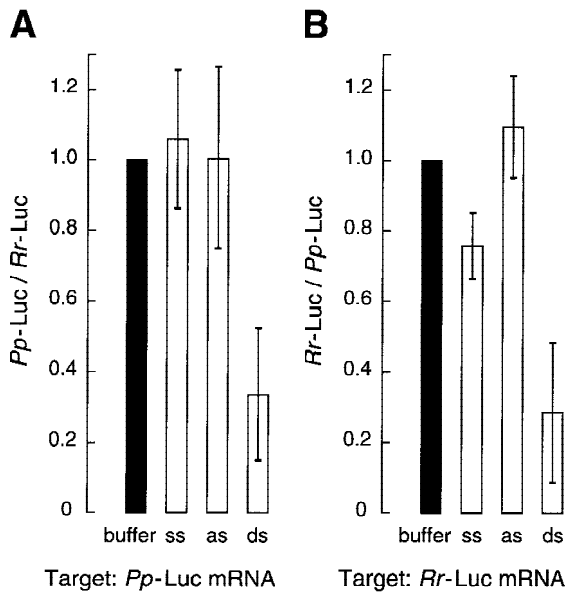 A
Pp-Luc / Rr-Luc
1.2
1.0
0.8
0.6
0.4
0.2
0
buffer ss as ds
Target: Pp-Luc mRNA
B
Rr-Luc / Pp-Luc
1.2
1.0
0.8
0.6
0.4
0.2
0
buffer ss as ds
Target: Rr-Luc mRNA